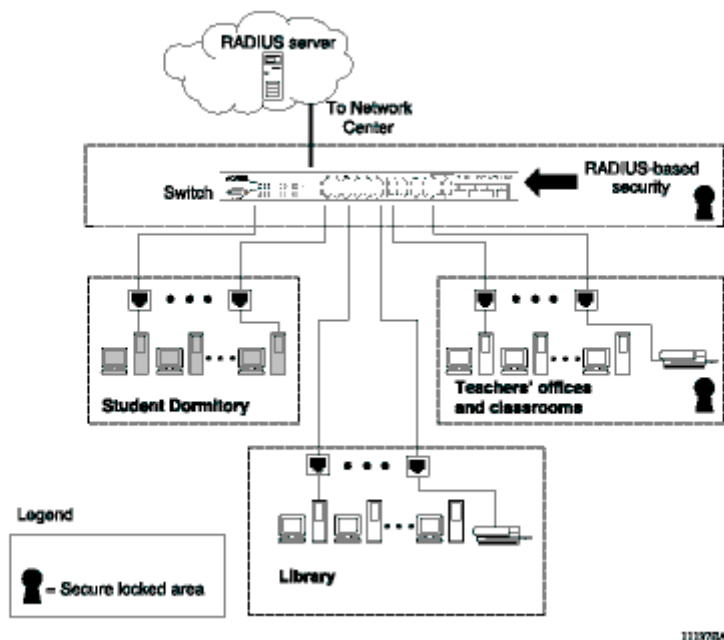 RADIUS server
To Network
Center
Switch
RADIUS-based
security
Student Dormitory
Teachers' offices
and classrooms
Library
Legend
= Secure locked area